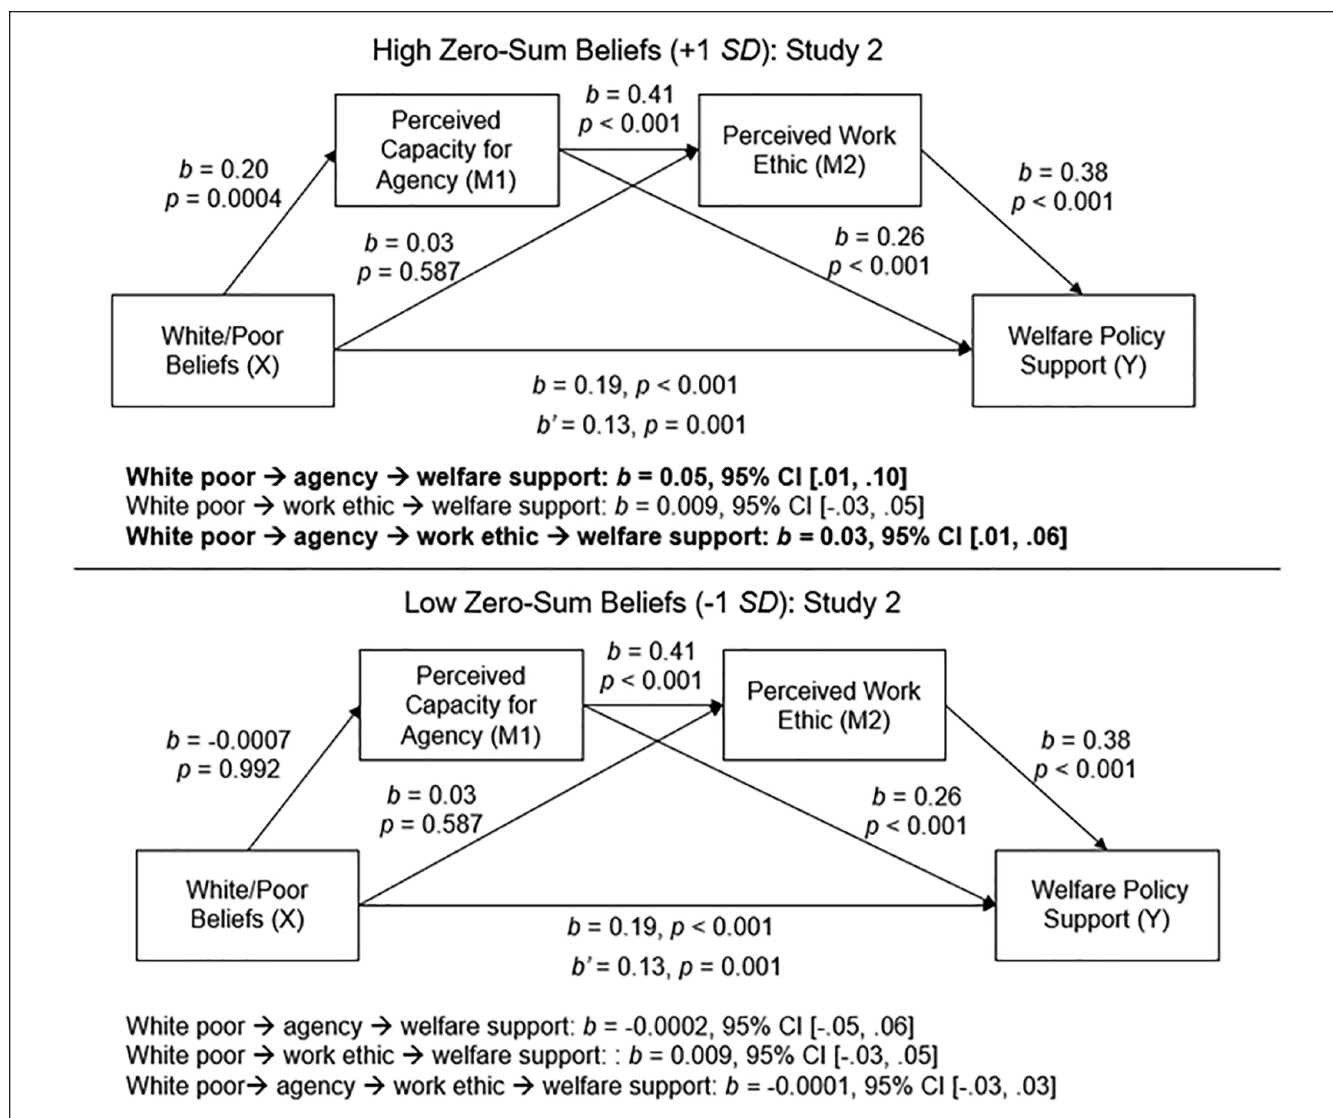 High Zero-Sum Beliefs (+1 SD): Study 2
b = 0.41
p < 0.001
Perceived
Capacity for
Agency (M1)
Perceived Work
Ethic (M2)
b = 0.20
p = 0.0004
b = 0.38
p < 0.001
b = 0.03
p = 0.587
b = 0.26
p < 0.001
White/Poor
Beliefs (X)
Welfare Policy
Support (Y)
b = 0.19, p < 0.001
b’ = 0.13, p = 0.001
White poor → agency → welfare support: b = 0.05, 95% CI [.01, .10]
White poor → work ethic → welfare support: b = 0.009, 95% CI [-.03, .05]
White poor → agency → work ethic → welfare support: b = 0.03, 95% CI [.01, .06]
Low Zero-Sum Beliefs (-1 SD): Study 2
b = 0.41
p < 0.001
Perceived
Capacity for
Agency (M1)
Perceived Work
Ethic (M2)
b = -0.0007
p = 0.992
b = 0.38
p < 0.001
b = 0.03
p = 0.587
b = 0.26
p < 0.001
White/Poor
Beliefs (X)
Welfare Policy
Support (Y)
b = 0.19, p < 0.001
b’ = 0.13, p = 0.001
White poor → agency → welfare support: b = -0.0002, 95% CI [-.05, .06]
White poor → work ethic → welfare support: : b = 0.009, 95% CI [-.03, .05]
White poor→ agency → work ethic → welfare support: b = -0.0001, 95% CI [-.03, .03]